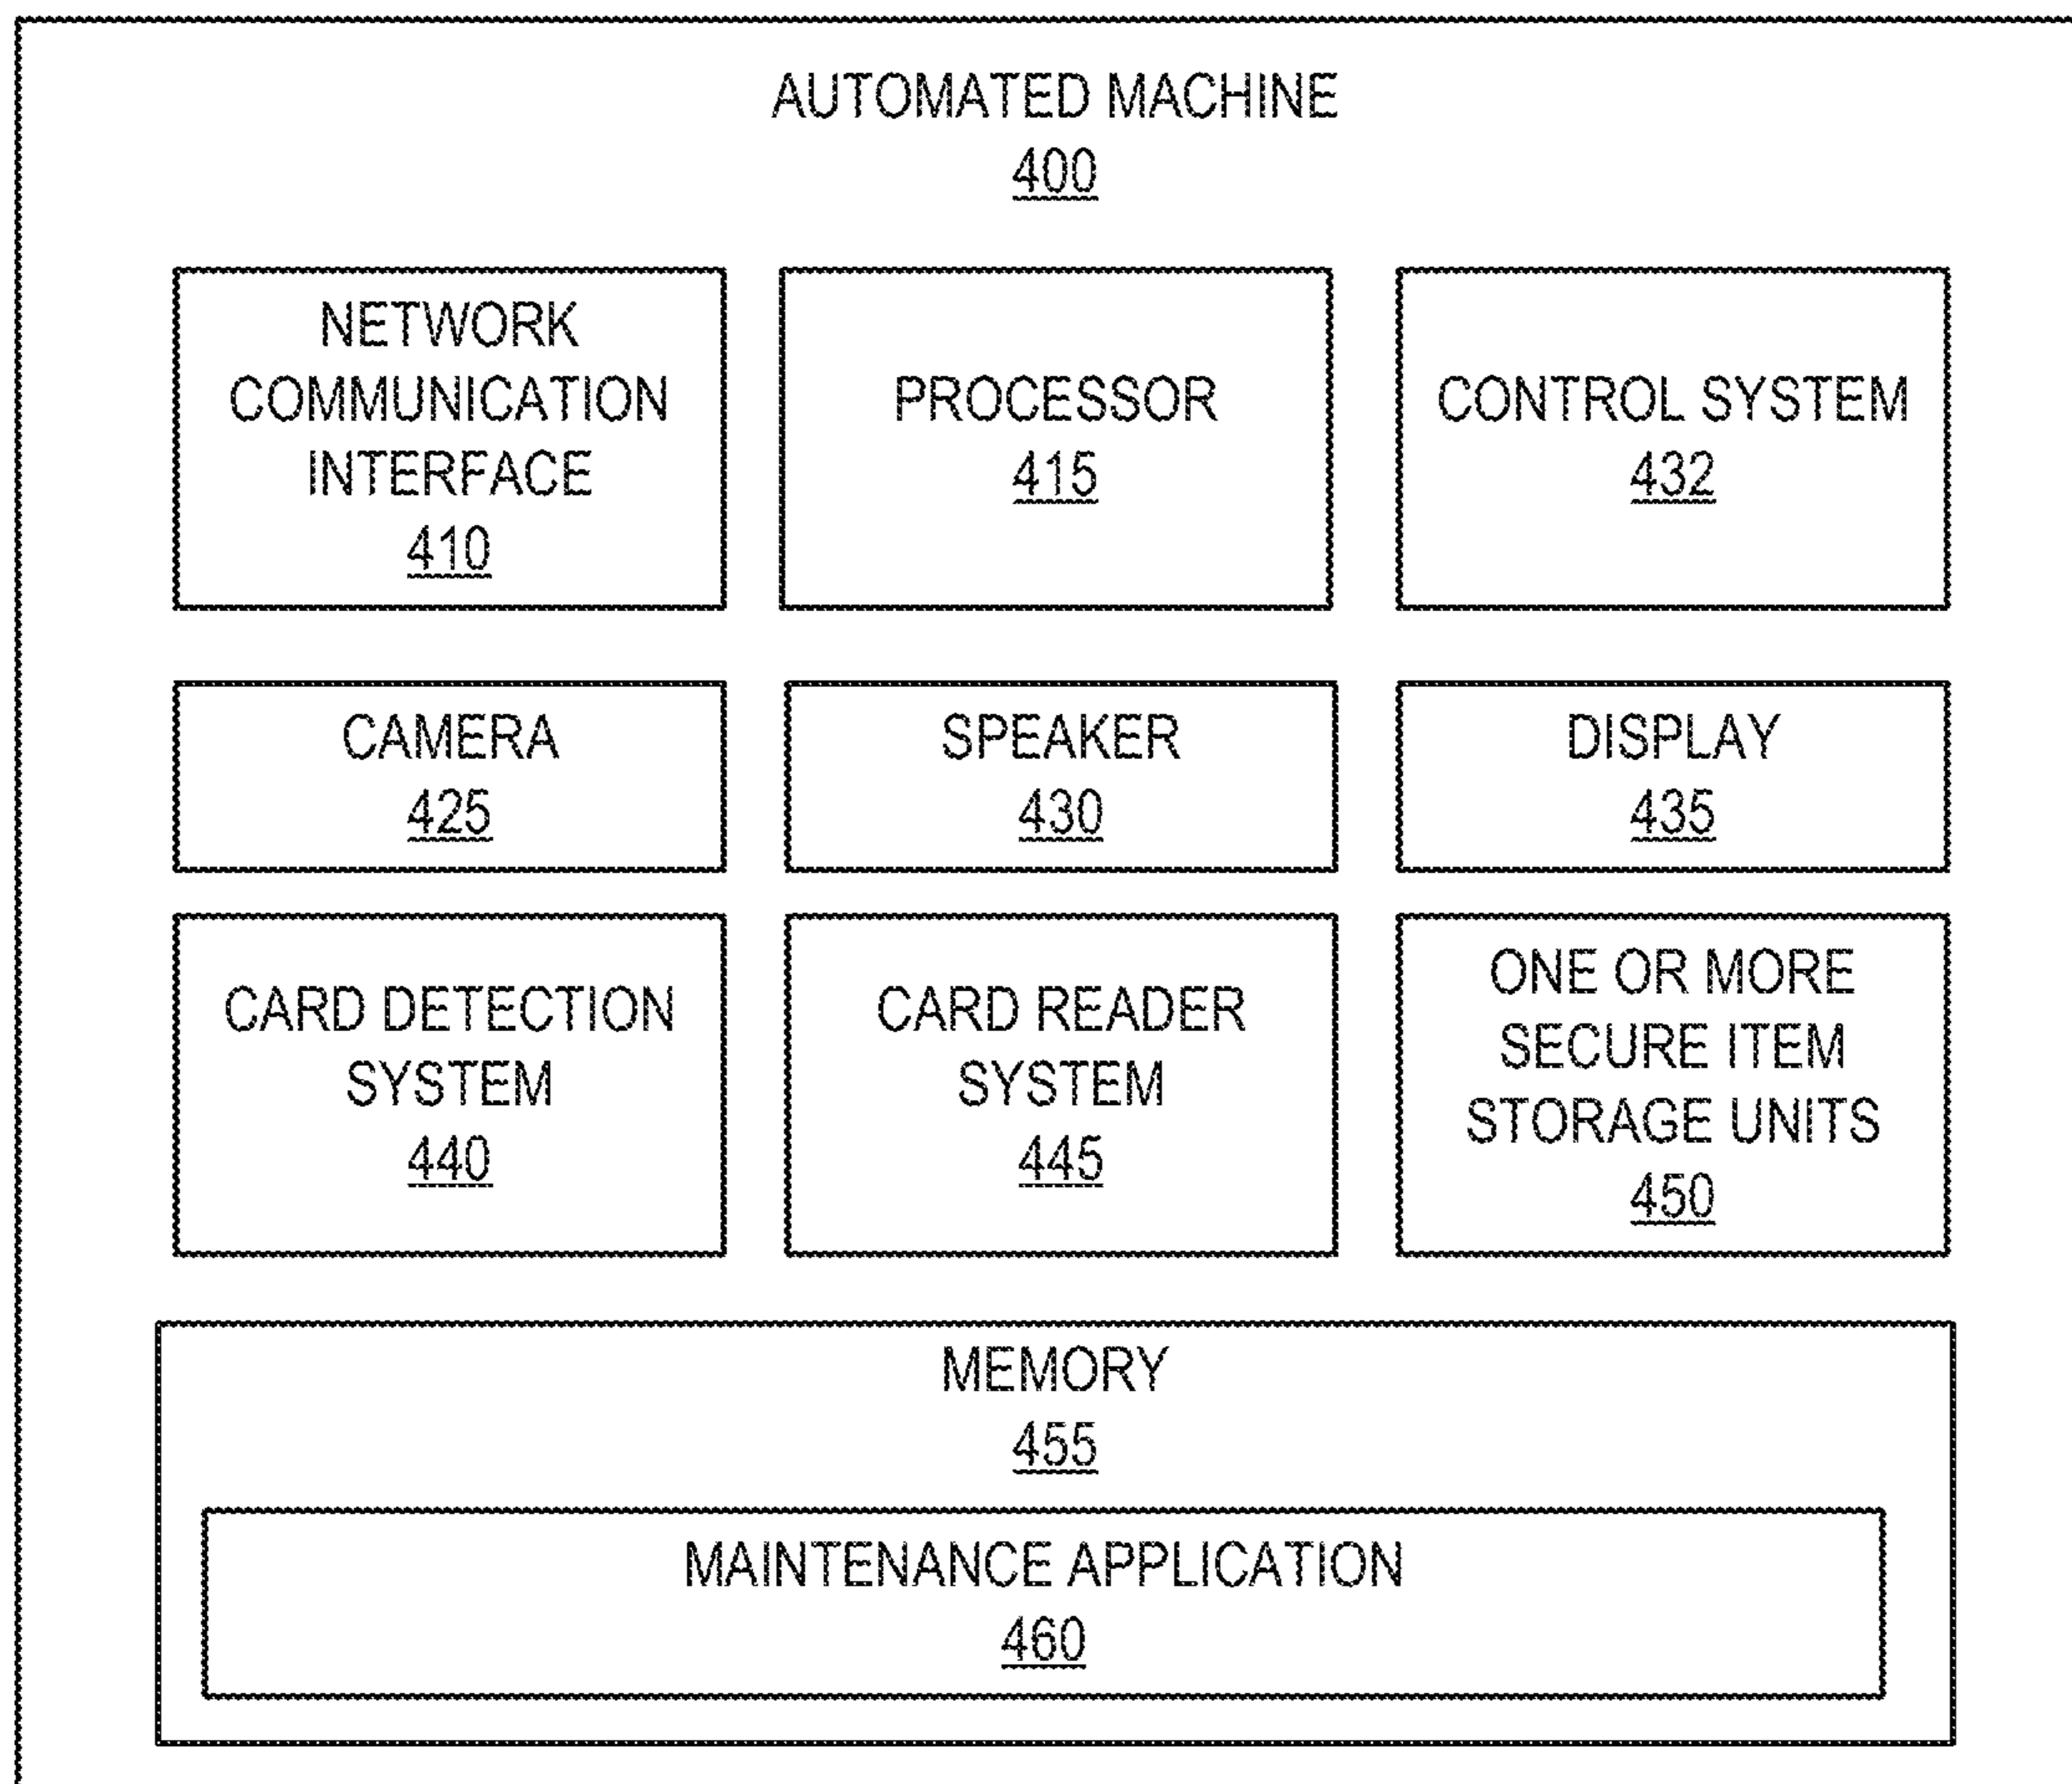 AUTOMATED MACHINE
400
NETWORK
COMMUNICATION
INTERFACE
410
PROCESSOR
415
CONTROL SYSTEM
432
CAMERA
425
SPEAKER
430
DISPLAY
435
CARD DETECTION
SYSTEM
440
CARD READER
SYSTEM
445
ONE OR MORE
SECURE ITEM
STORAGE UNITS
450
MEMORY
455
MAINTENANCE APPLICATION
460